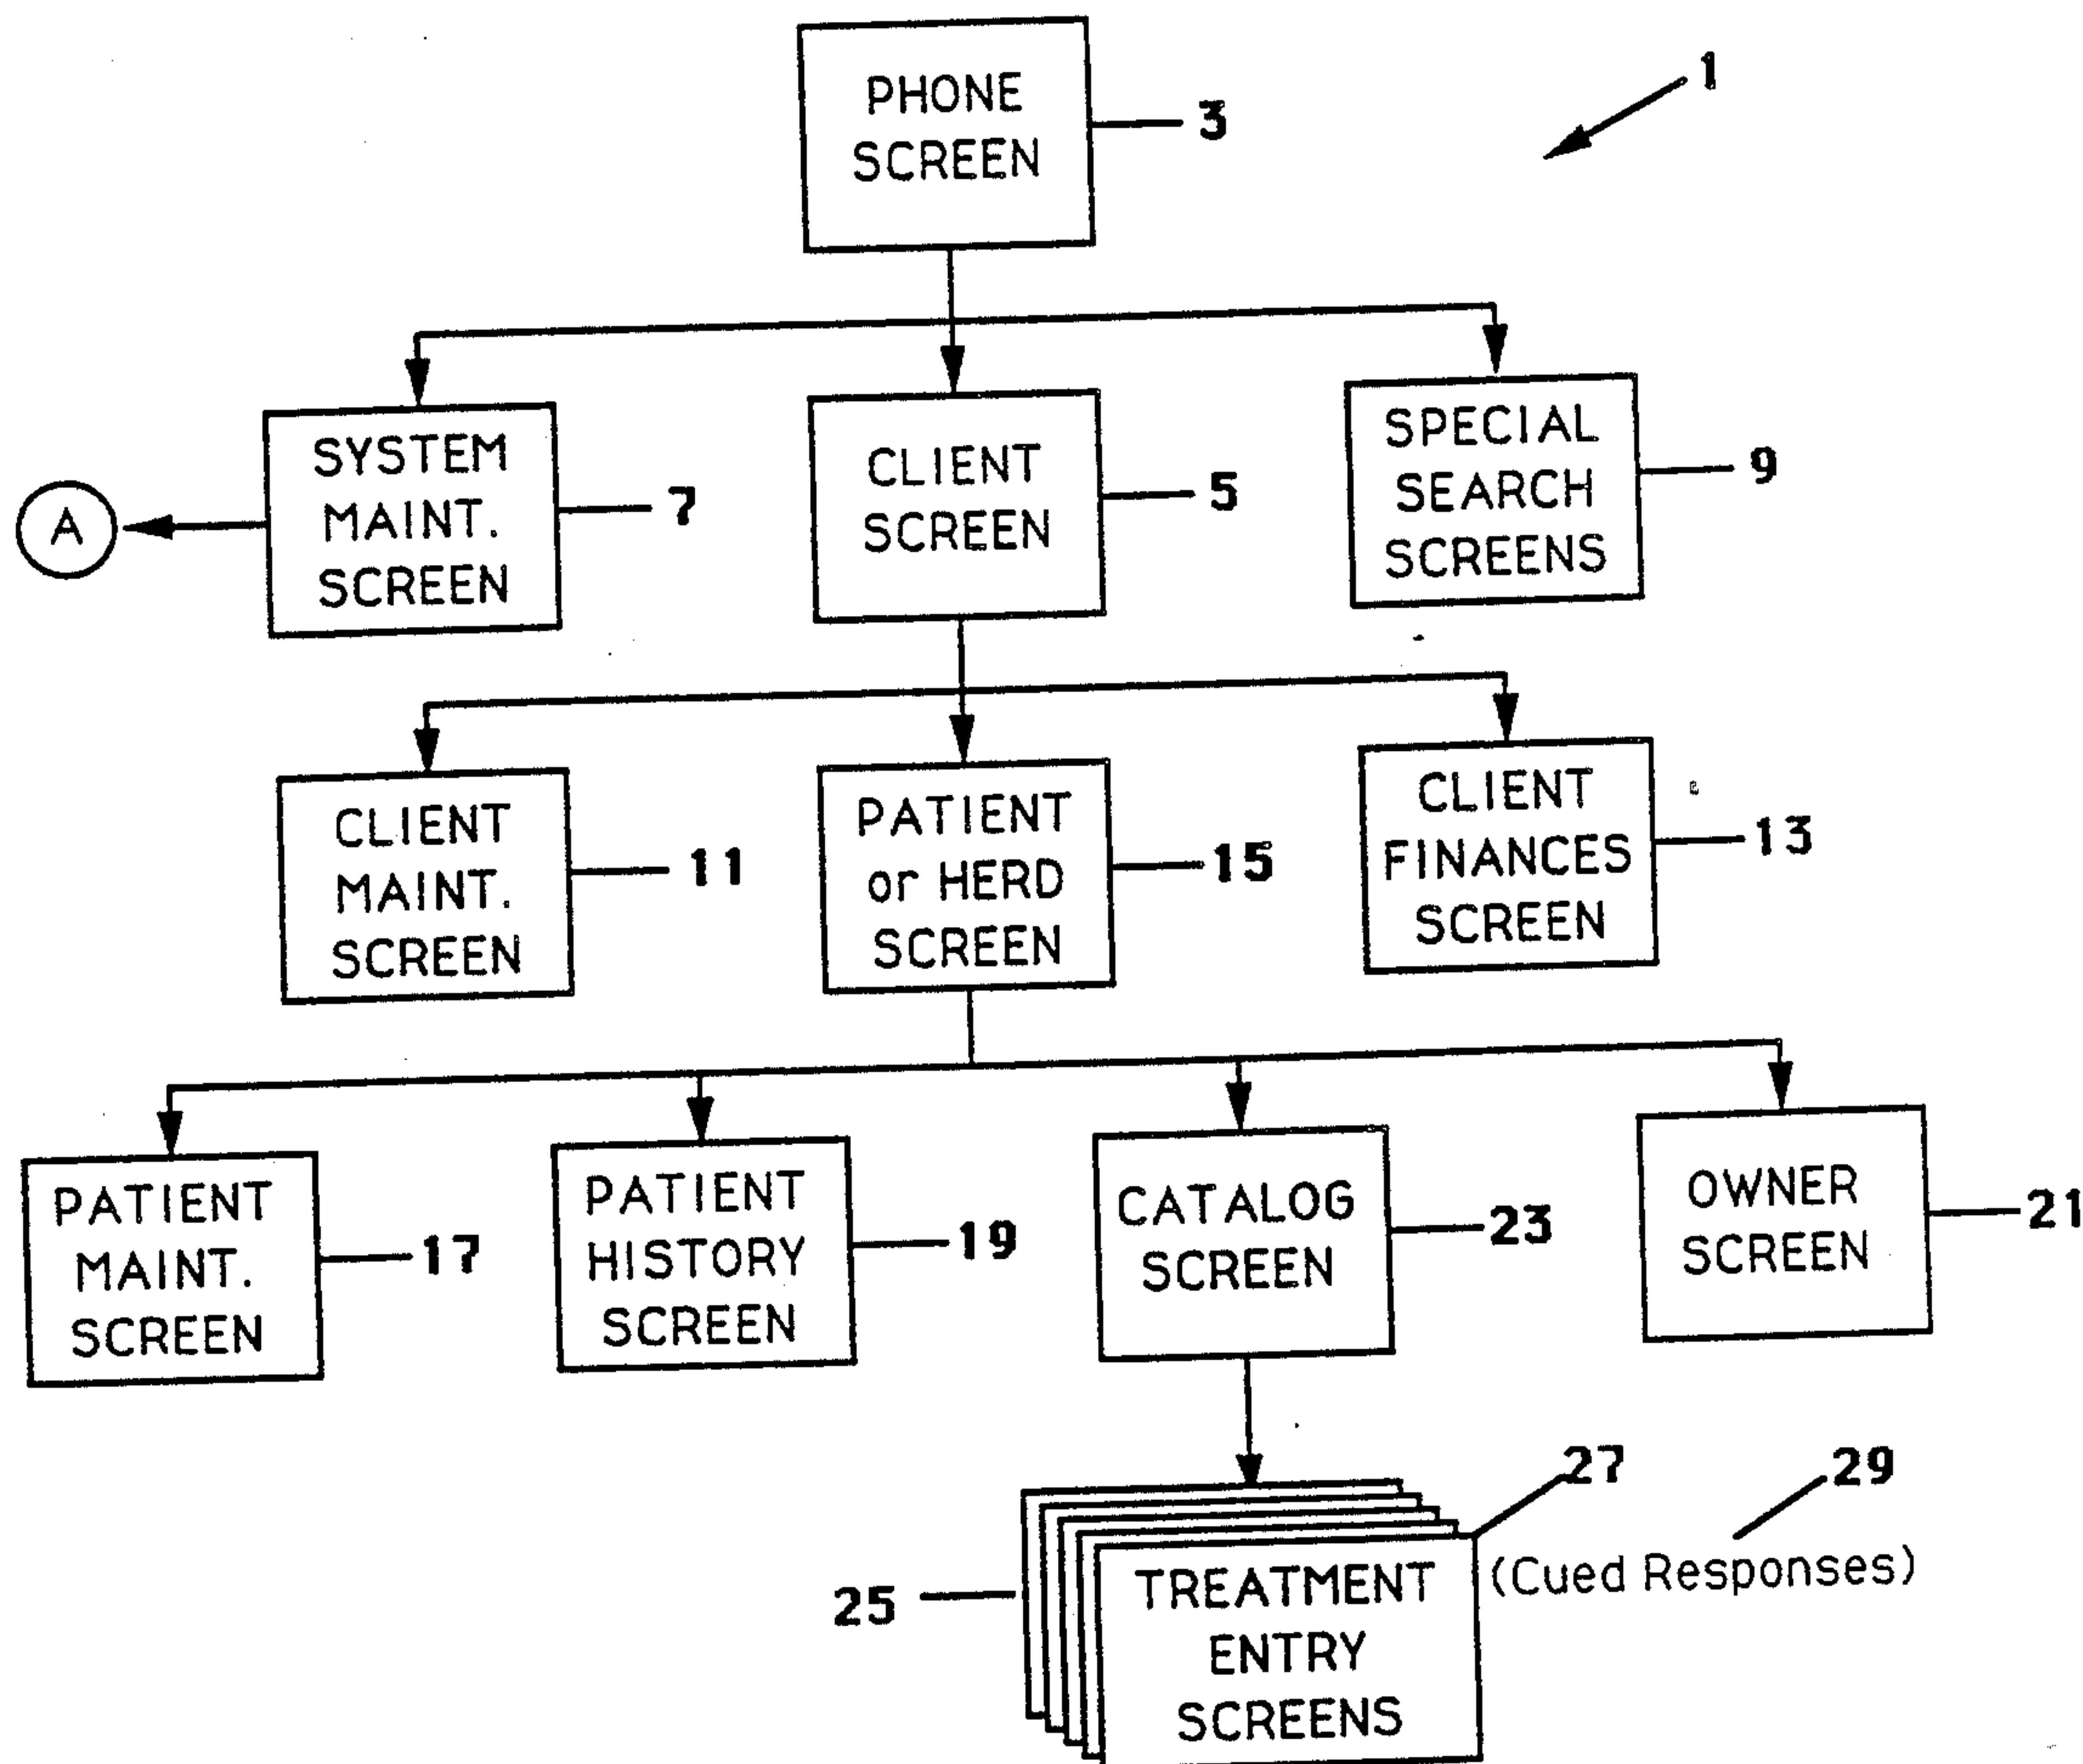 PHONE
SCREEN
3
1
SYSTEM
MAINT.
SCREEN
7
A
CLIENT
SCREEN
5
SPECIAL
SEARCH
SCREENS
9
CLIENT
MAINT.
SCREEN
11
PATIENT
or HERD
SCREEN
15
CLIENT
FINANCES
SCREEN
13
PATIENT
MAINT.
SCREEN
17
PATIENT
HISTORY
SCREEN
19
CATALOG
SCREEN
23
OWNER
SCREEN
21
25
TREATMENT
ENTRY
SCREENS
27
29
(Cued Responses)